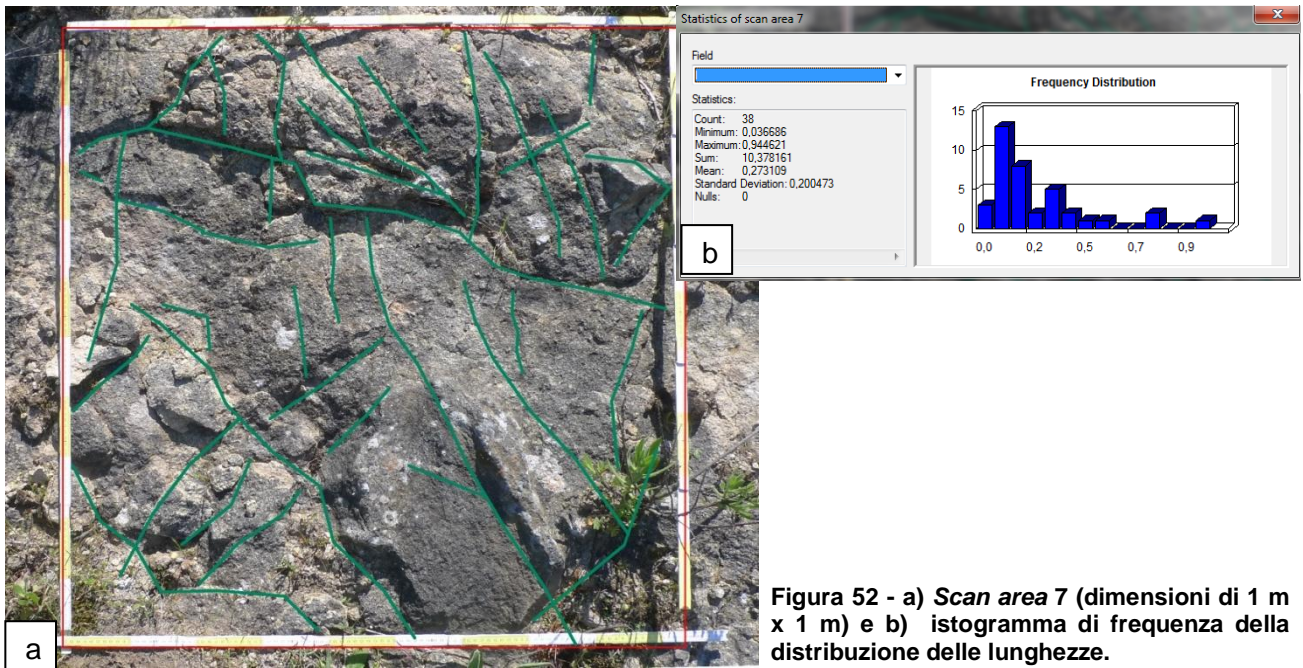 Statistics of scan area 7
Field
Statistics:
Count: 38
Minimum: 0,036686
Maximum: 0,944621
Sum: 10,378161
Mean: 0,273109
Standard Deviation: 0,200473
Nulls: 0
Frequency Distribution
15
10
5
0
0,0 0,2 0,5 0,7 0,9
b
a
Figura 52 - a) Scan area 7 (dimensioni di 1 m
x 1 m) e b) istogramma di frequenza della
distribuzione delle lunghezze.